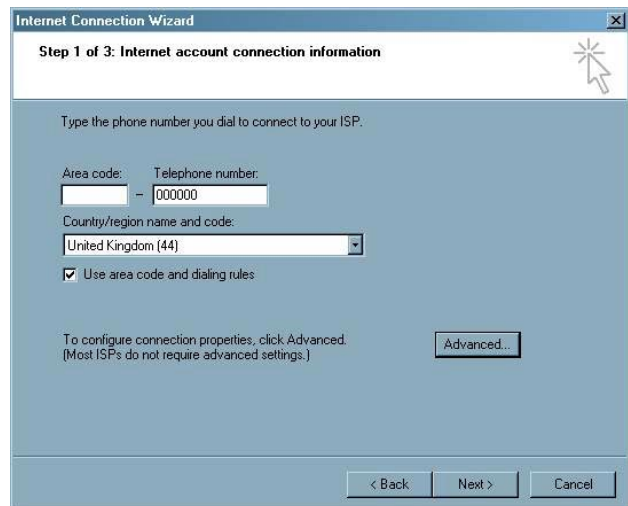 Internet Connection Wizard
Step 1 of 3: Internet account connection information
Type the phone number you dial to connect to your ISP.
Area code: Telephone number:
– 000000
Country/region name and code:
United Kingdom (44)
Use area code and dialing rules
To configure connection properties, click Advanced.
(Most ISPs do not require advanced settings.)
Advanced...
< Back Next > Cancel